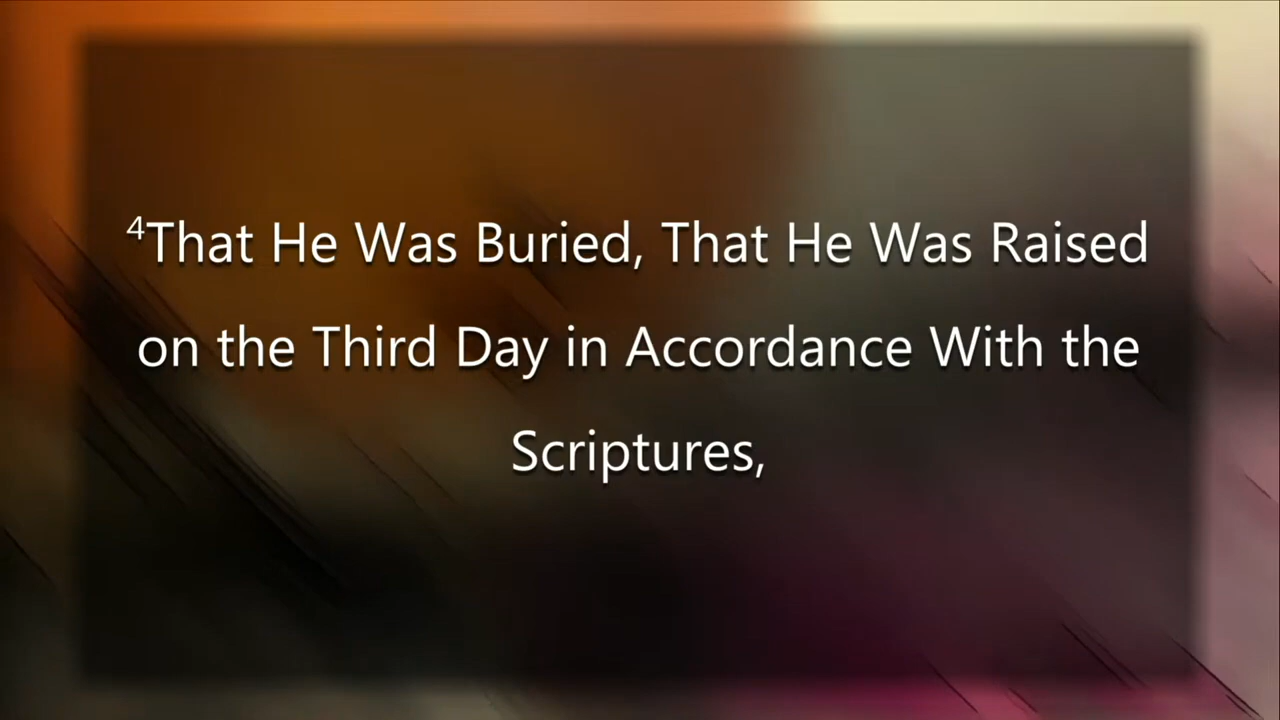 ⁴That He Was Buried, That He Was Raised
on the Third Day in Accordance With the
Scriptures,